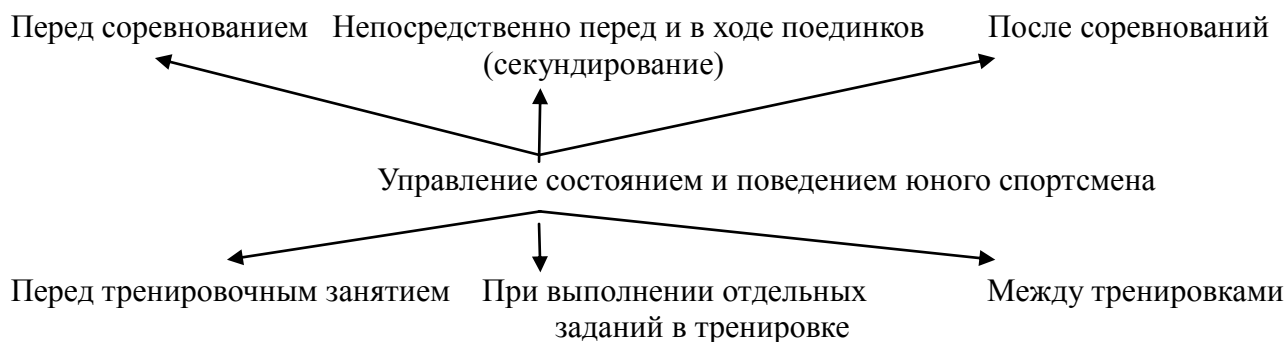 Перед соревнованием Непосредственно перед и в ходе поединков После соревнований
(секундирование)
Управление состоянием и поведением юного спортсмена
Перед тренировочным занятием При выполнении отдельных Между тренировками
заданий в тренировке